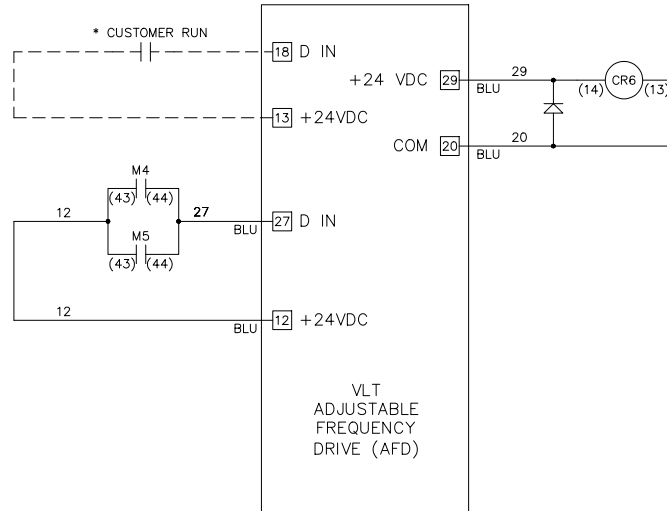 * CUSTOMER RUN
18 D IN
+24 VDC 29 29
BLU
(14) CR6 (13)
13 +24VDC
COM 20 20
BLU
M4
(43) (44)
12
27
BLU
27 D IN
M5
(43) (44)
12
BLU
12 +24VDC
VLT
ADJUSTABLE
FREQUENCY
DRIVE (AFD)